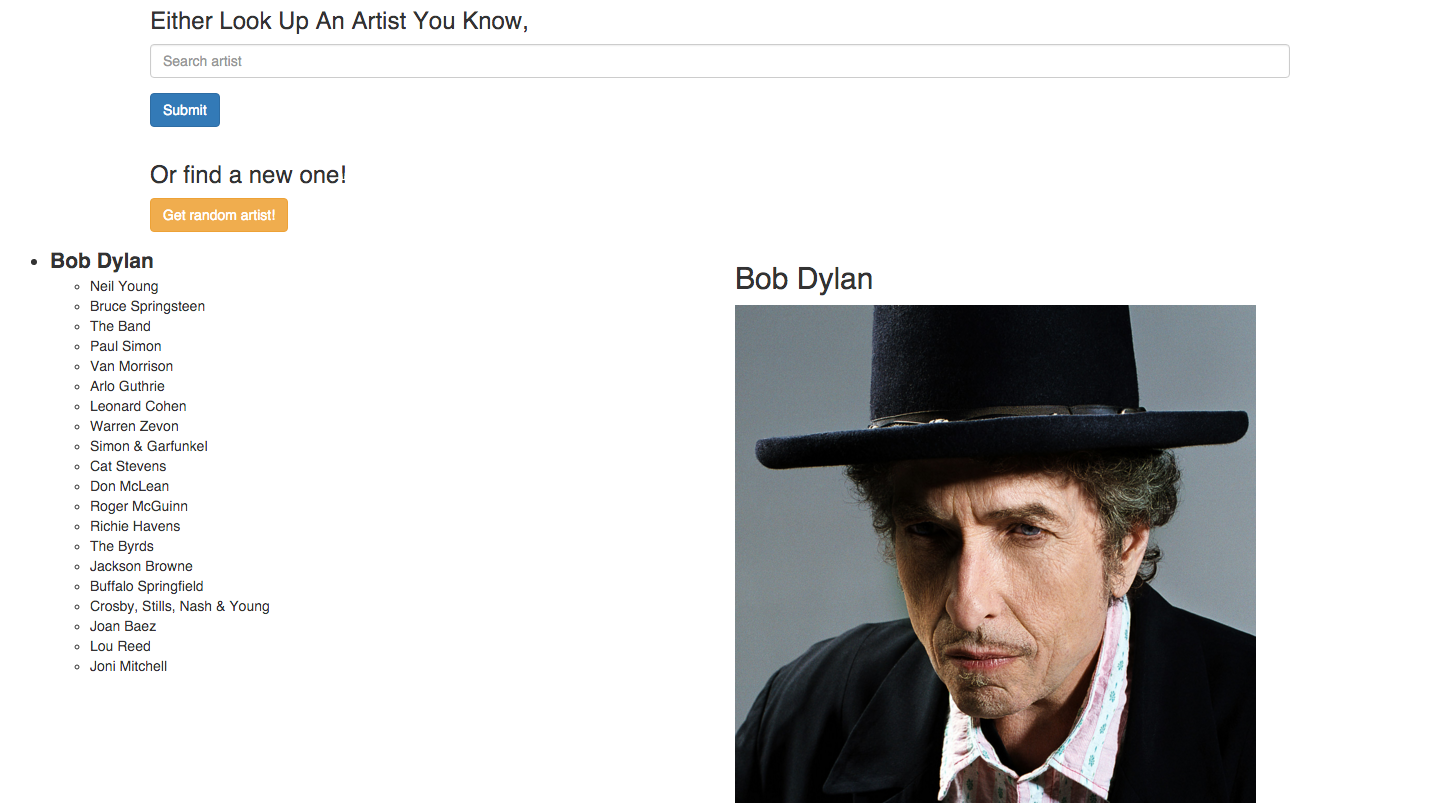 Either Look Up An Artist You Know,
Search artist
Submit
Or find a new one!
Get random artist!
Bob Dylan
Neil Young
Bruce Springsteen
The Band
Paul Simon
Van Morrison
Arlo Guthrie
Leonard Cohen
Warren Zevon
Simon & Garfunkel
Cat Stevens
Don McLean
Roger McGuinn
Richie Havens
The Byrds
Jackson Browne
Buffalo Springfield
Crosby, Stills, Nash & Young
Joan Baez
Lou Reed
Joni Mitchell
Bob Dylan